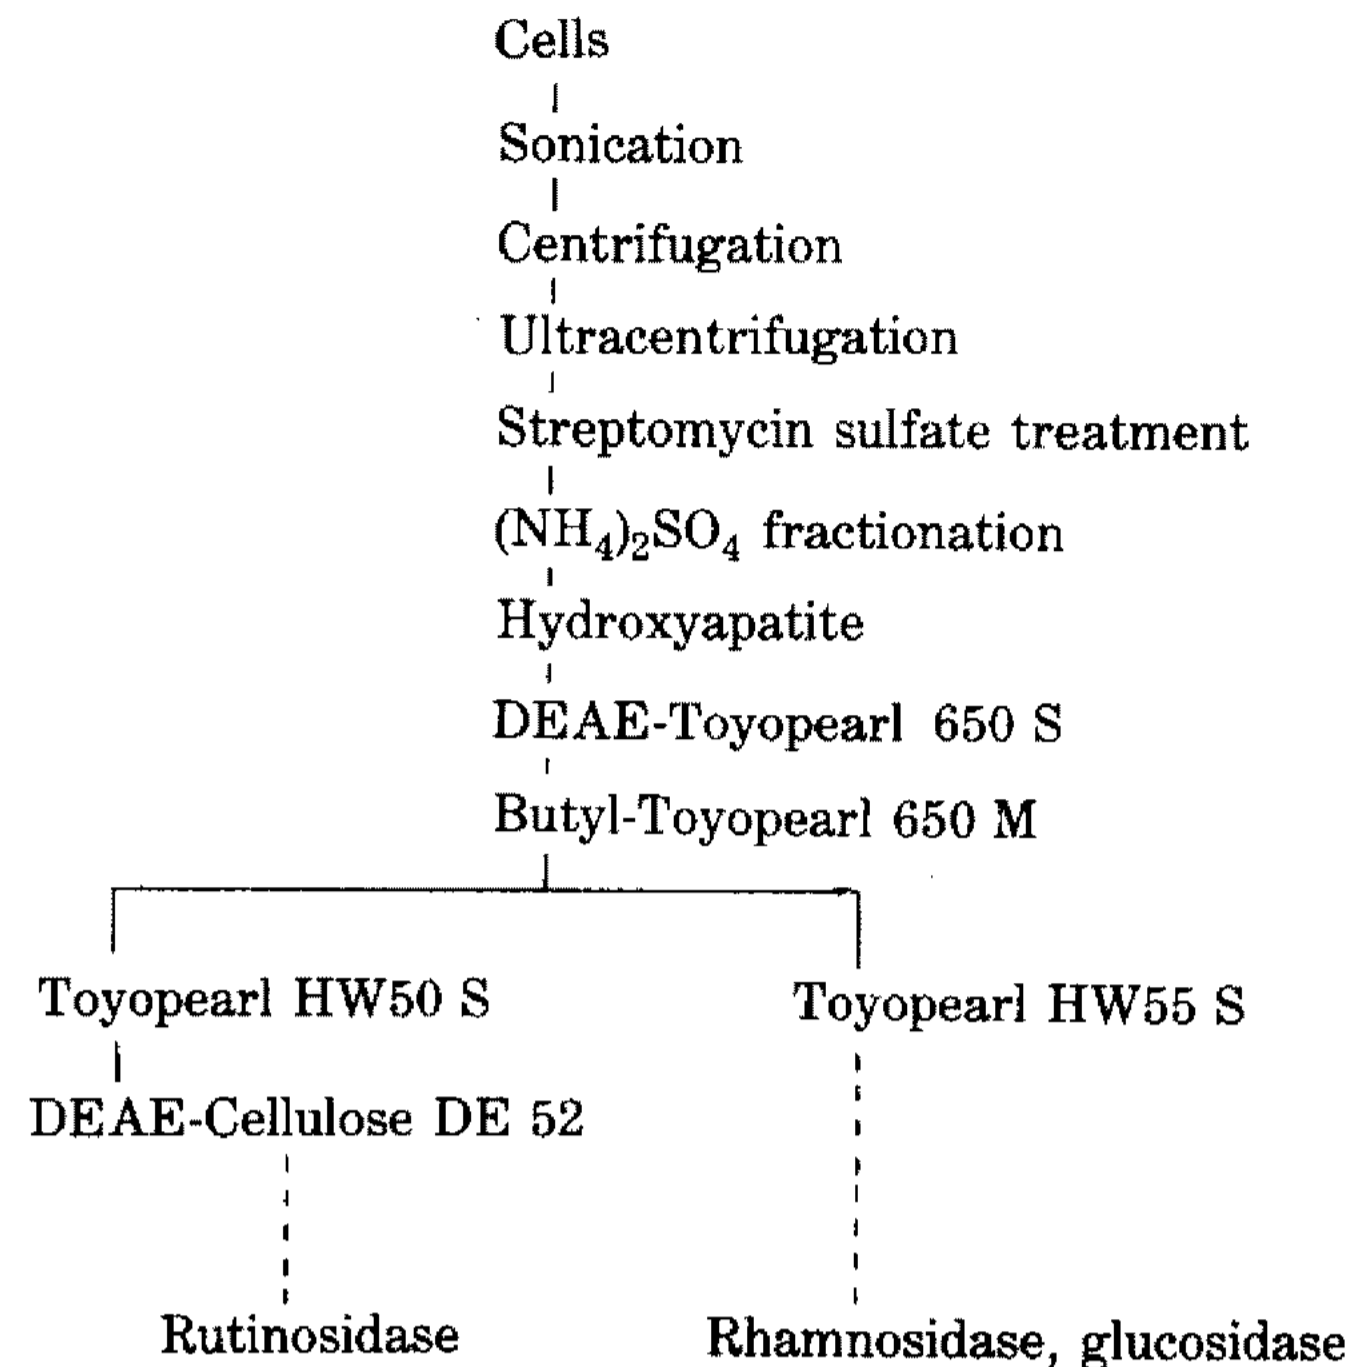 Cells
Sonication
Centrifugation
Ultracentrifugation
Streptomycin sulfate treatment
(NH₄)₂SO₄ fractionation
Hydroxyapatite
DEAE-Toyopearl 650 S
Butyl-Toyopearl 650 M
Toyopearl HW50 S
Toyopearl HW55 S
DEAE-Cellulose DE 52
Rutinosidase
Rhamnosidase, glucosidase